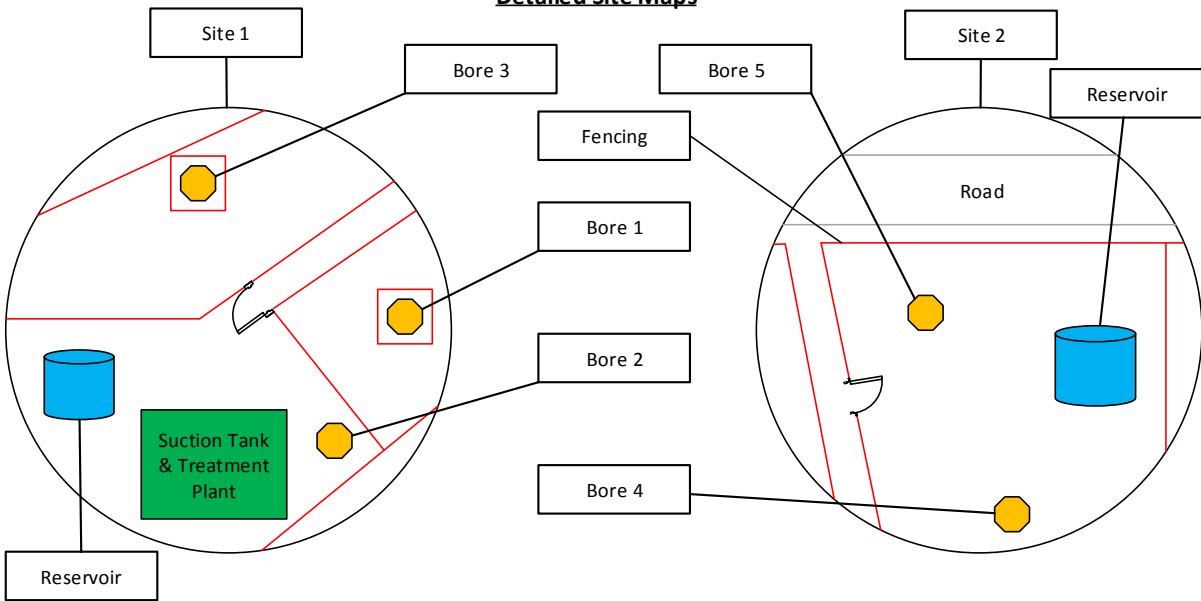 Detailed Site Maps
Site 1
Site 2
Bore 3
Bore 5
Reservoir
Fencing
Road
Bore 1
Bore 2
Suction Tank
& Treatment
Plant
Bore 4
Reservoir